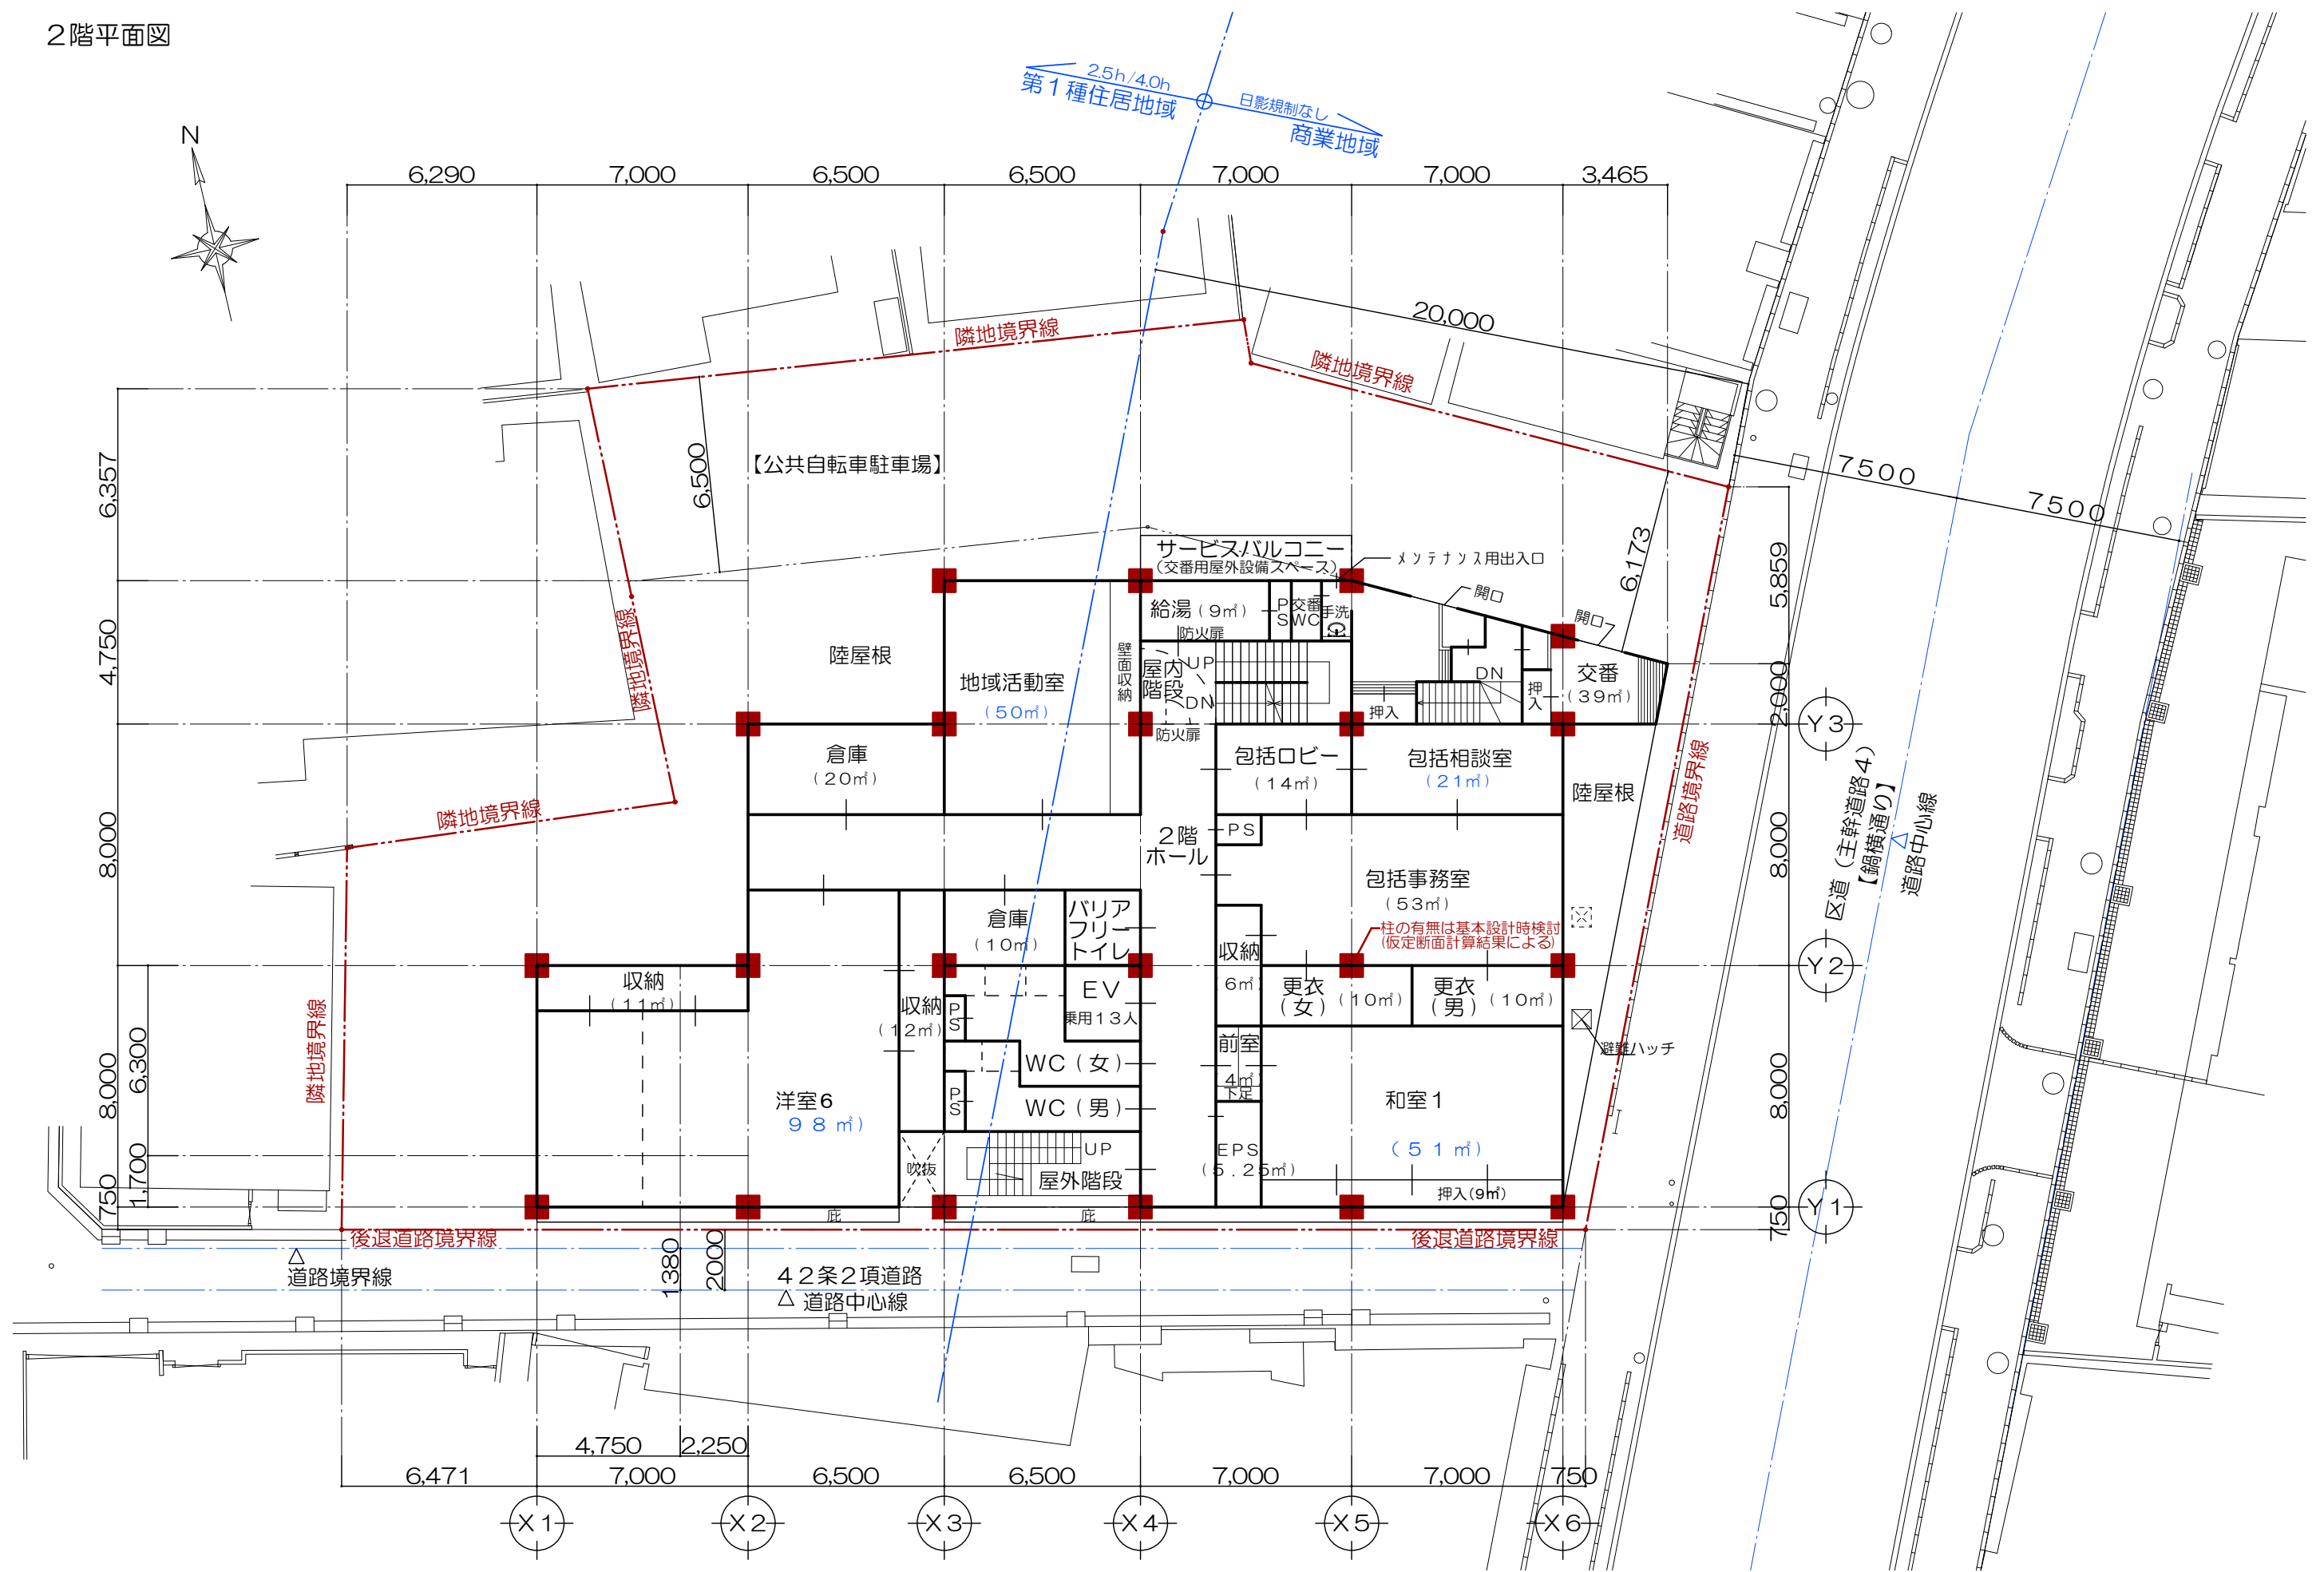 2階平面図
N
2.5h/4.0h
第1種住居地域
日影規制なし
商業地域
6,290
7,000
6,500
6,500
7,000
7,000
3,465
20,000
隣地境界線
隣地境界線
6,500
【公共自転車駐車場】
7500
7500
6,357
4,750
8,000
8,000
750
6,300
1,700
6,173
5,859
2,000
8,000
8,000
750
サービスバルコニー
(交番用屋外設備スペース)
メンテナンス用出入口
開口
開口
給湯(9㎡)
PS
交番WC
手洗
防火扉
陸屋根
地域活動室
(50㎡)
壁面収納
屋内階段
UP
DN
防火扉
DN
押入
押入
交番
(39㎡)
隣地境界線
隣地境界線
隣地境界線
倉庫
(20㎡)
包括ロビー
(14㎡)
包括相談室
(21㎡)
陸屋根
道路境界線
Y3
区道(主幹道路4)
【鍋横通り】
道路中心線
2階
ホール
PS
包括事務室
(53㎡)
柱の有無は基本設計時検討
(仮定断面計算結果による)
倉庫
(10㎡)
バリア
フリー
トイレ
収納
6㎡
Y2
収納
(11㎡)
収納
(12㎡)
PS
EV
乗用13人
更衣
(女)
(10㎡)
更衣
(男)
(10㎡)
避難ハッチ
前室
4㎡
下足
WC(女)
PS
WC(男)
洋室6
98㎡)
和室1
(51㎡)
EPS
(5.25㎡)
吹抜
UP
屋外階段
押入(9㎡)
Y1
庇
庇
後退道路境界線
後退道路境界線
道路境界線
1380
2000
42条2項道路
道路中心線
4,750
2,250
6,471
7,000
6,500
6,500
7,000
7,000
750
X1
X2
X3
X4
X5
X6